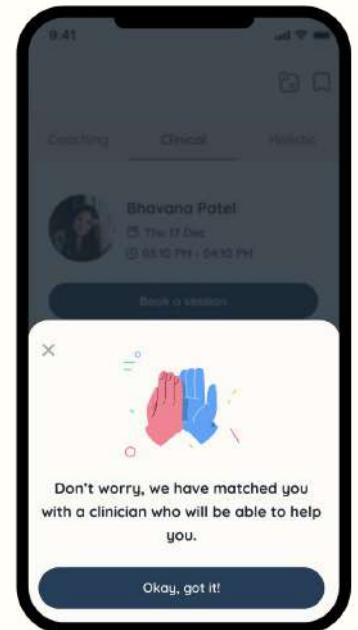 9:41
Coaching Clinical Holistic
Bhavana Patel
Thu 17 Dec
03:10 PM - 04:10 PM
Book a session
Don't worry, we have matched you
with a clinician who will be able to help
you.
Okay, got it!